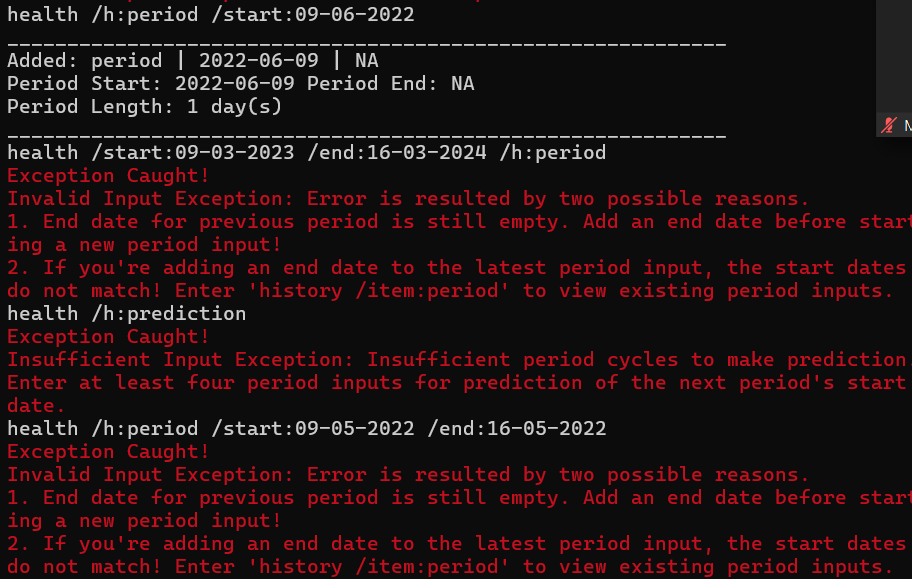 health /h:period /start:09-06-2022
____________________________________________________________
Added: period | 2022-06-09 | NA
Period Start: 2022-06-09 Period End: NA
Period Length: 1 day(s)
____________________________________________________________
health /start:09-03-2023 /end:16-03-2024 /h:period
Exception Caught!
Invalid Input Exception: Error is resulted by two possible reasons.
1. End date for previous period is still empty. Add an end date before start
ing a new period input!
2. If you're adding an end date to the latest period input, the start dates
do not match! Enter 'history /item:period' to view existing period inputs.
health /h:prediction
Exception Caught!
Insufficient Input Exception: Insufficient period cycles to make prediction.
Enter at least four period inputs for prediction of the next period's start
date.
health /h:period /start:09-05-2022 /end:16-05-2022
Exception Caught!
Invalid Input Exception: Error is resulted by two possible reasons.
1. End date for previous period is still empty. Add an end date before start
ing a new period input!
2. If you're adding an end date to the latest period input, the start dates
do not match! Enter 'history /item:period' to view existing period inputs.